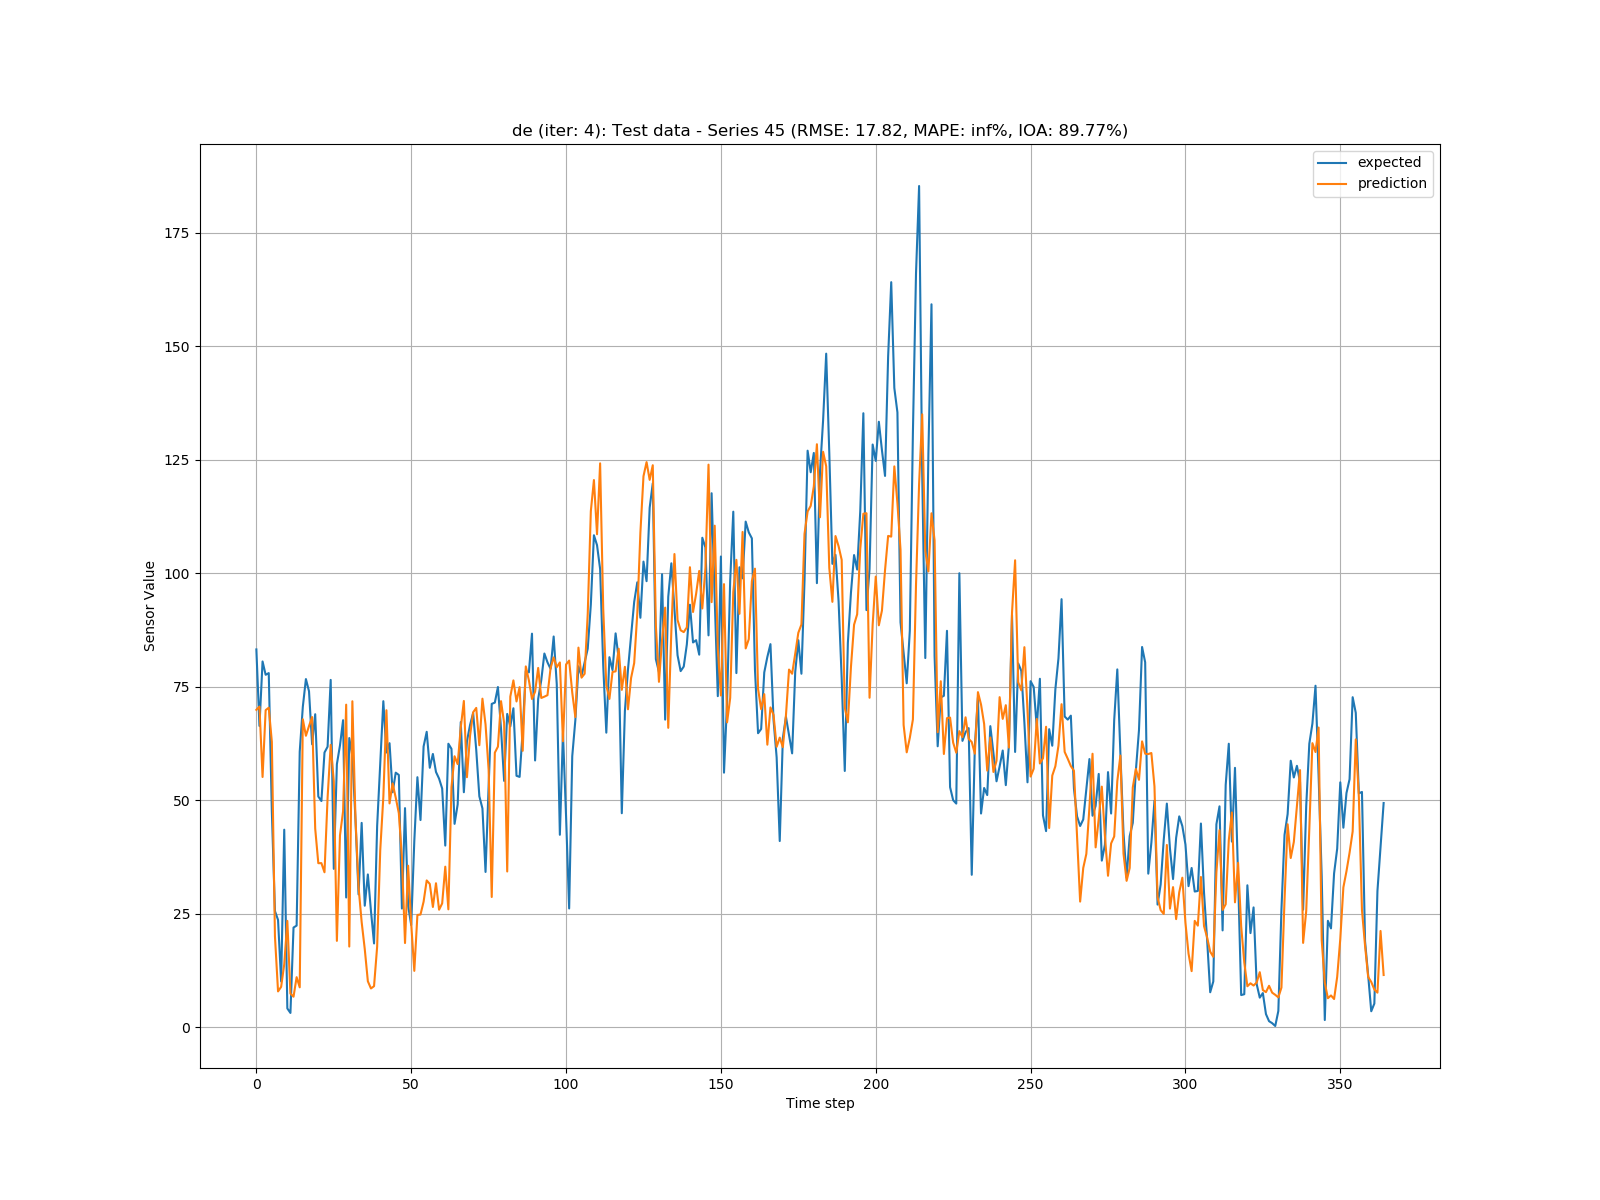 de (iter: 4): Test data - Series 45 (RMSE: 17.82, MAPE: inf%, IOA: 89.77%)
expected
prediction
175
150
125
100
75
50
25
0
Sensor Value
0 50 100 150 200 250 300 350
Time step